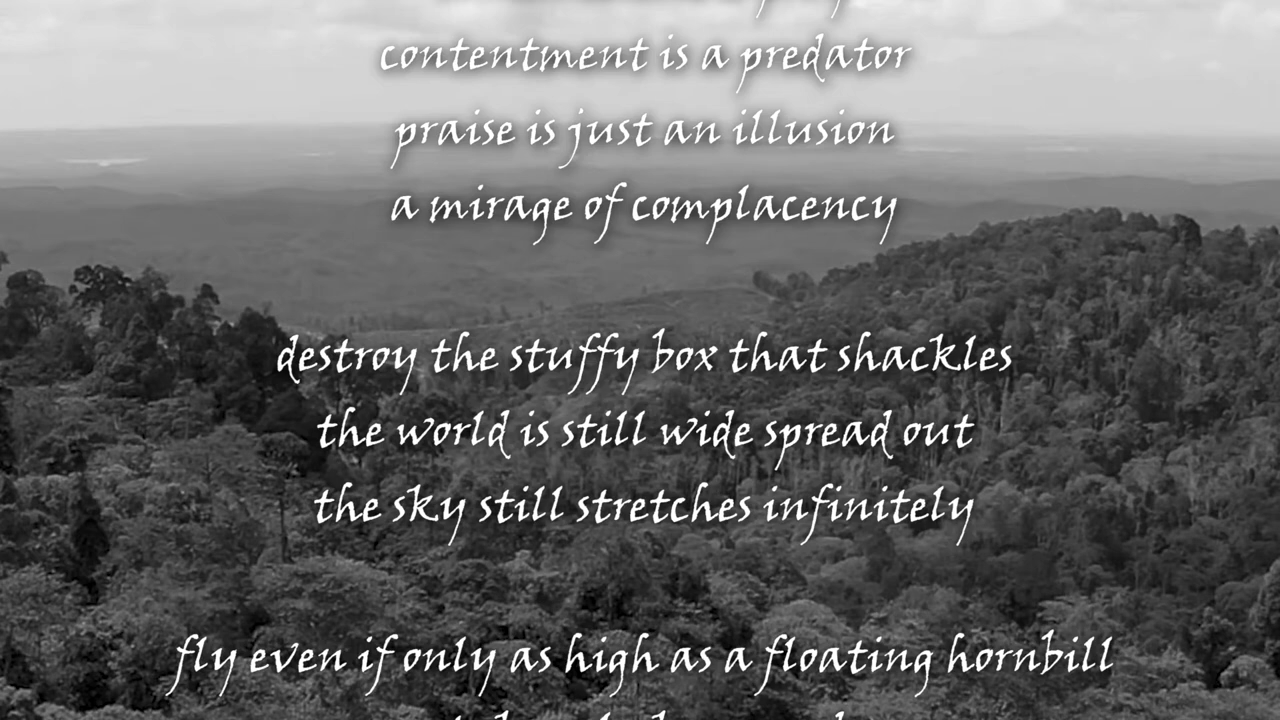 contentment is a predator
praise is just an illusion
a mirage of complacency
destroy the stuffy box that shackles
the world is still wide spread out
the sky still stretches infinitely
fly even if only as high as a floating hornbill